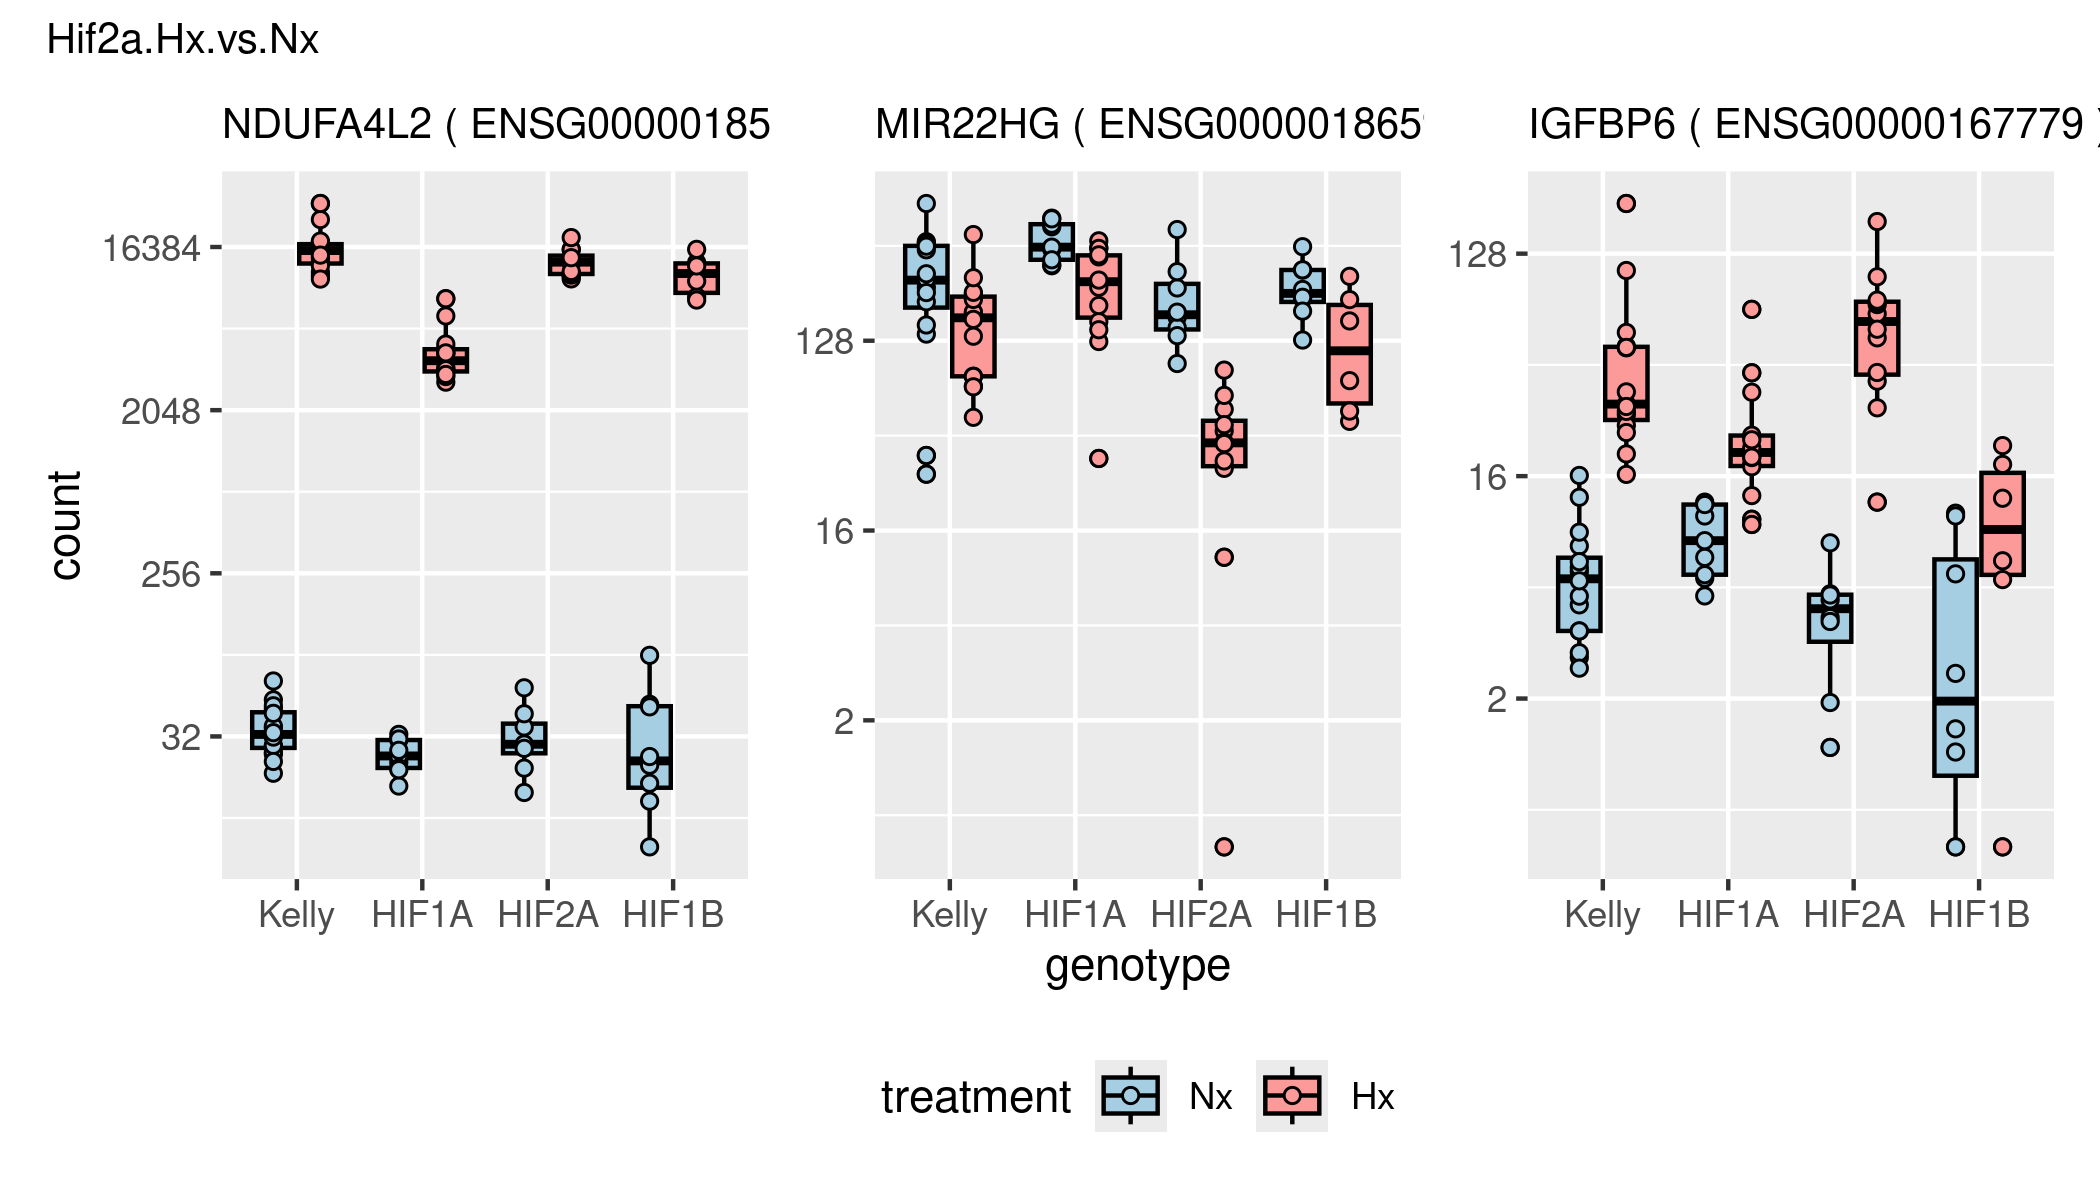 Hif2a.Hx.vs.Nx
NDUFA4L2 ( ENSG00000185
MIR22HG ( ENSG000001865
IGFBP6 ( ENSG00000167779 )
count
16384
2048
256
32
128
16
2
128
16
2
Kelly HIF1A HIF2A HIF1B
Kelly HIF1A HIF2A HIF1B
Kelly HIF1A HIF2A HIF1B
genotype
treatment Nx Hx